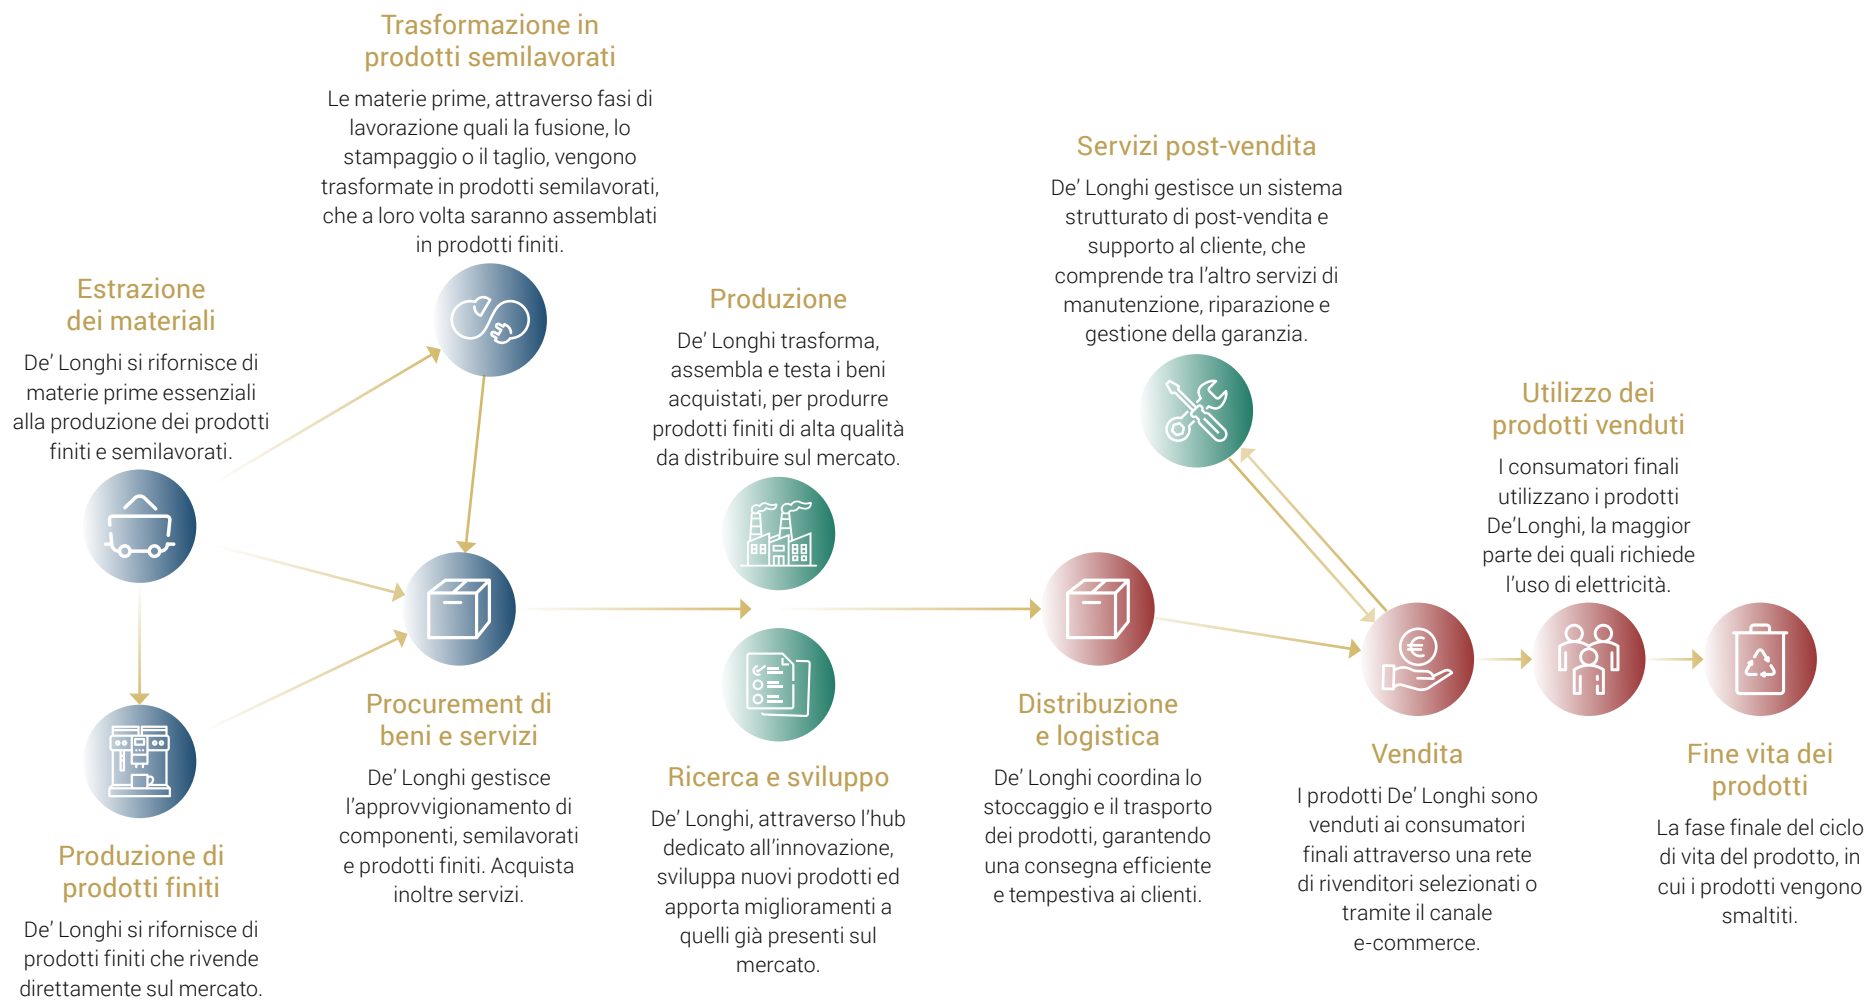 Trasformazione in
prodotti semilavorati
Le materie prime, attraverso fasi di
lavorazione quali la fusione, lo
stampaggio o il taglio, vengono
trasformate in prodotti semilavorati,
che a loro volta saranno assemblati
in prodotti finiti.
Estrazione
dei materiali
De' Longhi si rifornisce di
materie prime essenziali
alla produzione dei prodotti
finiti e semilavorati.
Produzione di
prodotti finiti
De' Longhi si rifornisce di
prodotti finiti che rivende
direttamente sul mercato.
Procurement di
beni e servizi
De' Longhi gestisce
l'approvvigionamento di
componenti, semilavorati
e prodotti finiti. Acquista
inoltre servizi.
Produzione
De' Longhi trasforma,
assembla e testa i beni
acquistati, per produrre
prodotti finiti di alta qualità
da distribuire sul mercato.
Ricerca e sviluppo
De' Longhi, attraverso l'hub
dedicato all'innovazione,
sviluppa nuovi prodotti ed
apporta miglioramenti a
quelli già presenti sul
mercato.
Distribuzione
e logistica
De' Longhi coordina lo
stoccaggio e il trasporto
dei prodotti, garantendo
una consegna efficiente
e tempestiva ai clienti.
Servizi post-vendita
De' Longhi gestisce un sistema
strutturato di post-vendita e
supporto al cliente, che
comprende tra l'altro servizi di
manutenzione, riparazione e
gestione della garanzia.
€
Vendita
I prodotti De' Longhi sono
venduti ai consumatori
finali attraverso una rete
di rivenditori selezionati o
tramite il canale
e-commerce.
Utilizzo dei
prodotti venduti
I consumatori finali
utilizzano i prodotti
De'Longhi, la maggior
parte dei quali richiede
l'uso di elettricità.
Fine vita dei
prodotti
La fase finale del ciclo
di vita del prodotto, in
cui i prodotti vengono
smaltiti.